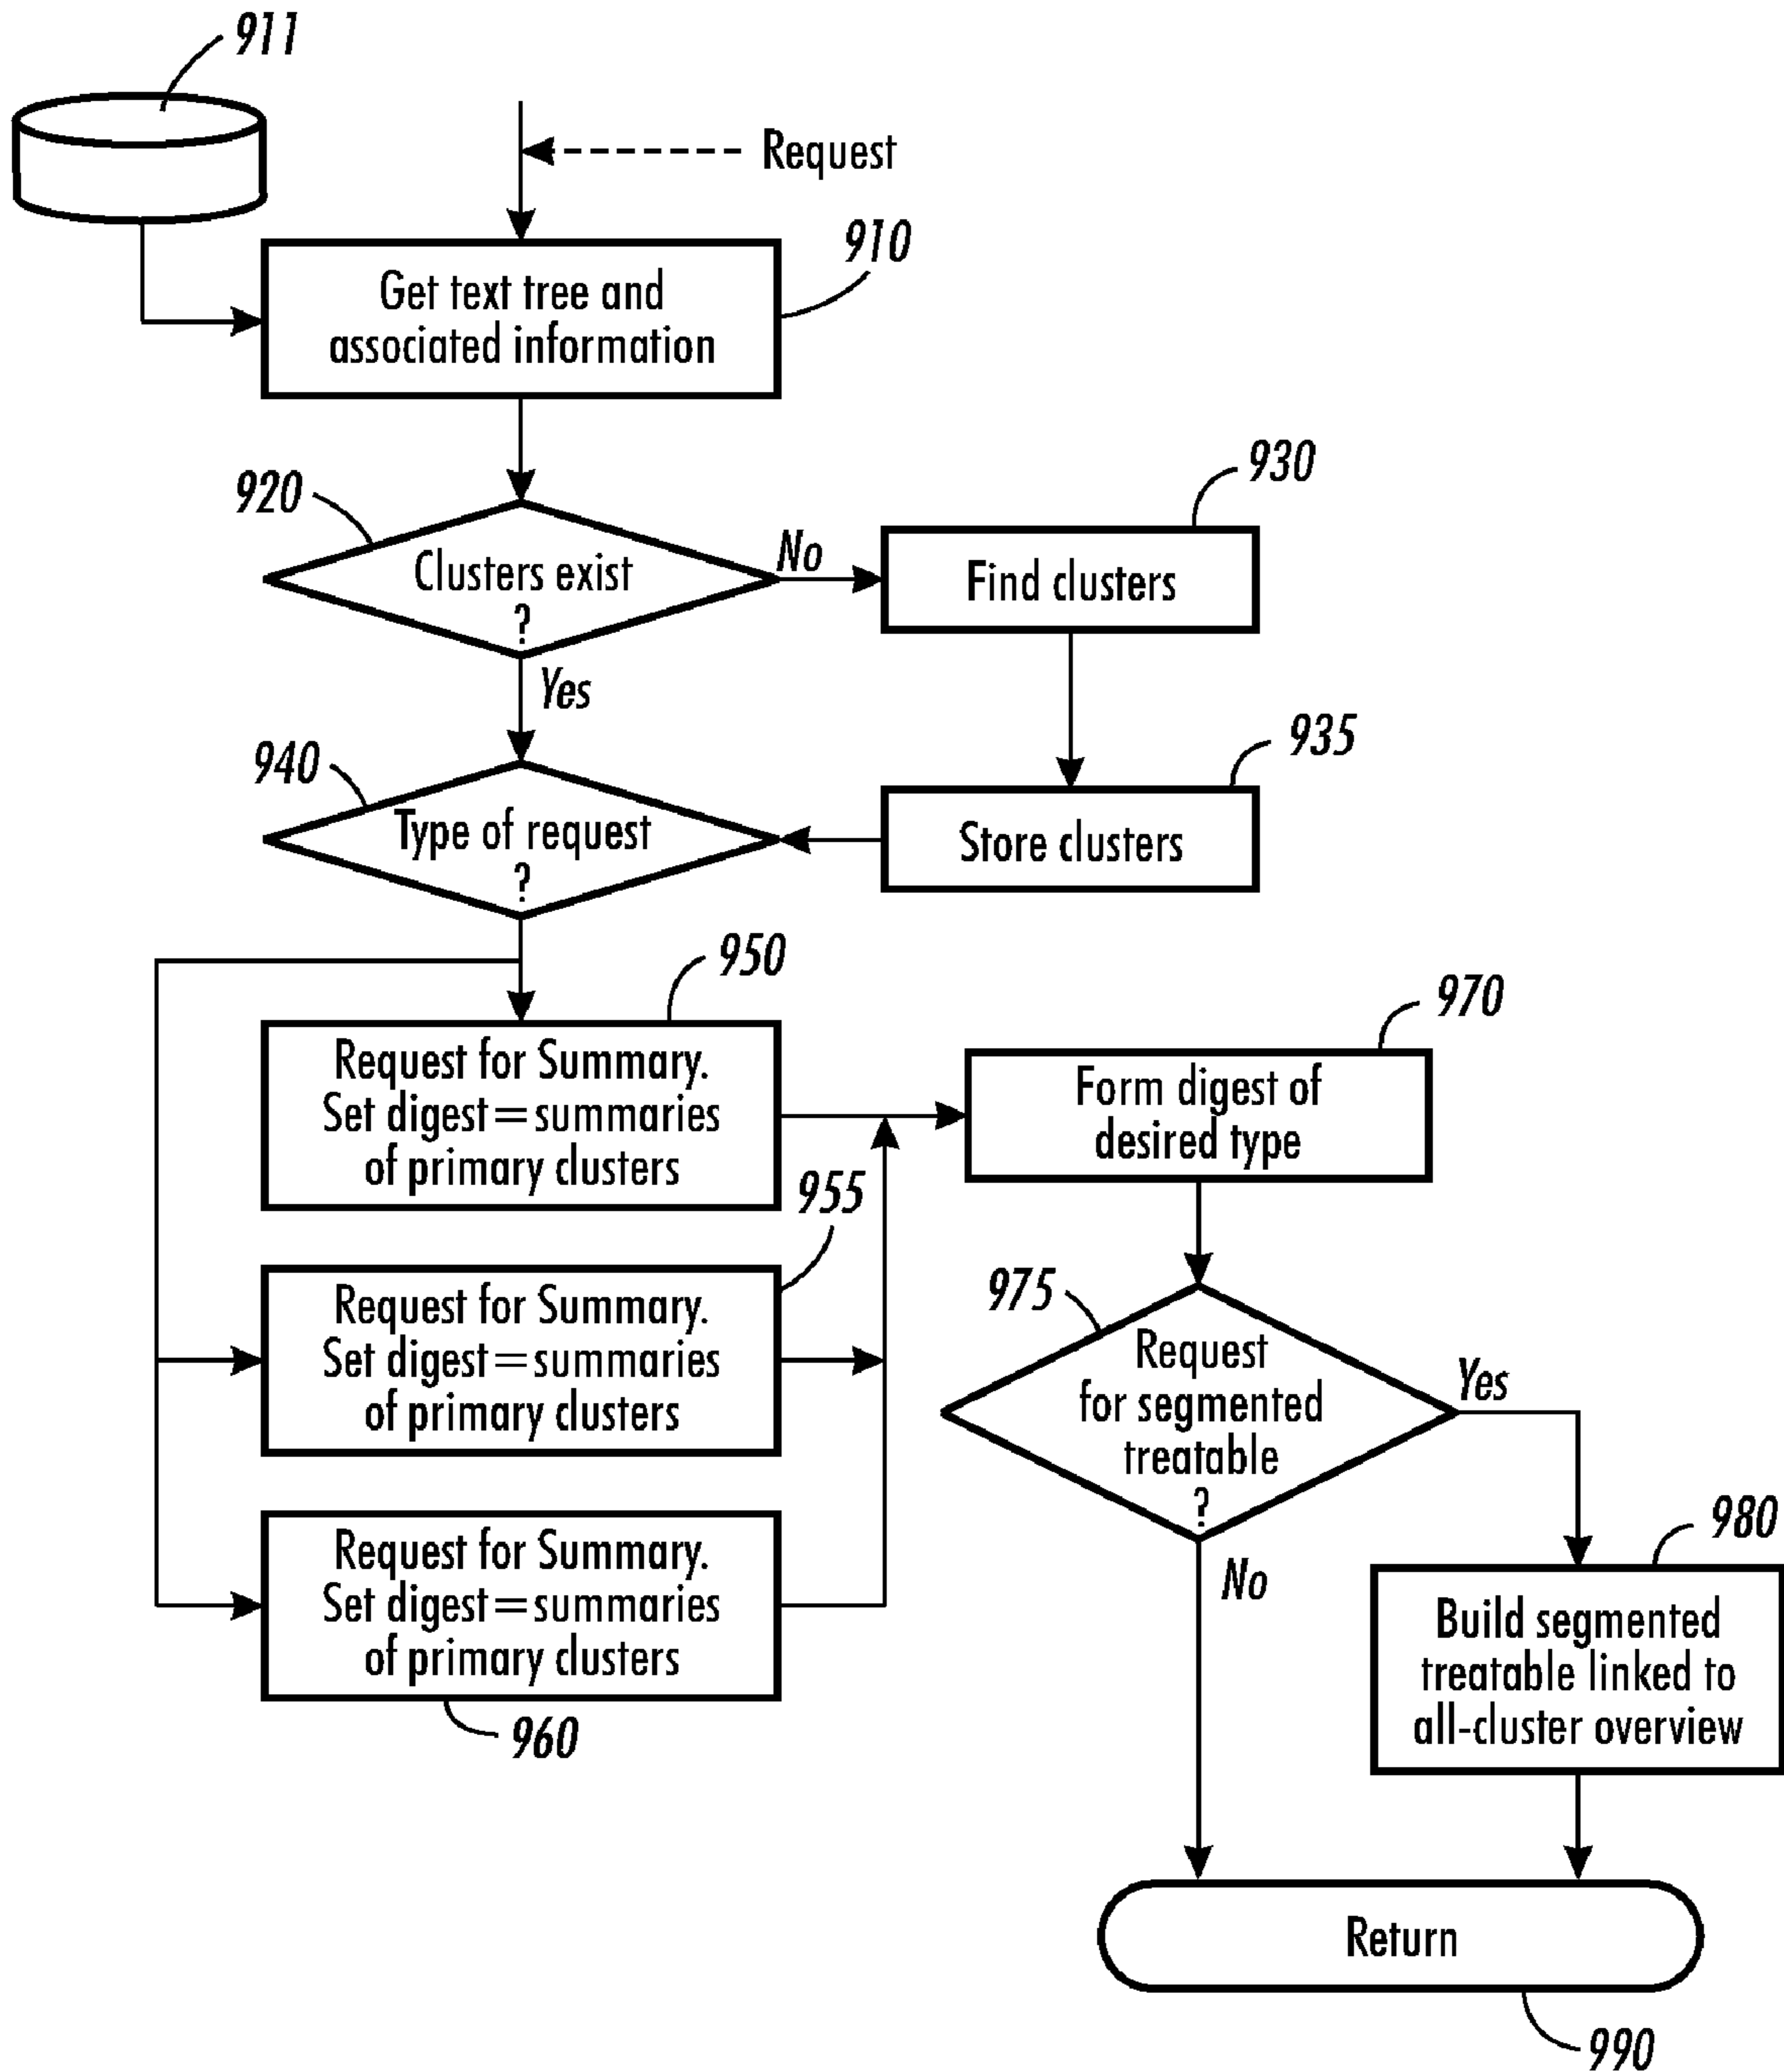 911
Request
910
Get text tree and
associated information
920
Clusters exist
?
No
930
Find clusters
Yes
940
Type of request
?
935
Store clusters
950
Request for Summary.
Set digest=summaries
of primary clusters
955
Request for Summary.
Set digest=summaries
of primary clusters
Request for Summary.
Set digest=summaries
of primary clusters
960
970
Form digest of
desired type
975
Request
for segmented
treatable
?
Yes
No
980
Build segmented
treatable linked to
all-cluster overview
Return
990